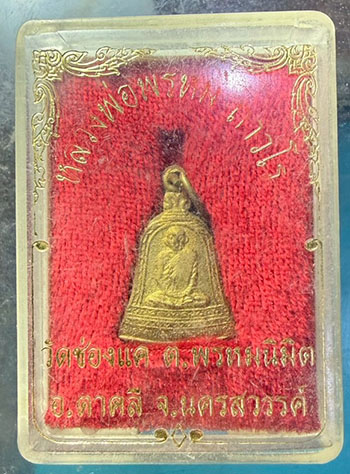 หลวงพ่อพรหม ถาวโร
วัดช่องแค ต.พรหมนิมิต
อ.ตาคลี จ.นครสวรรค์